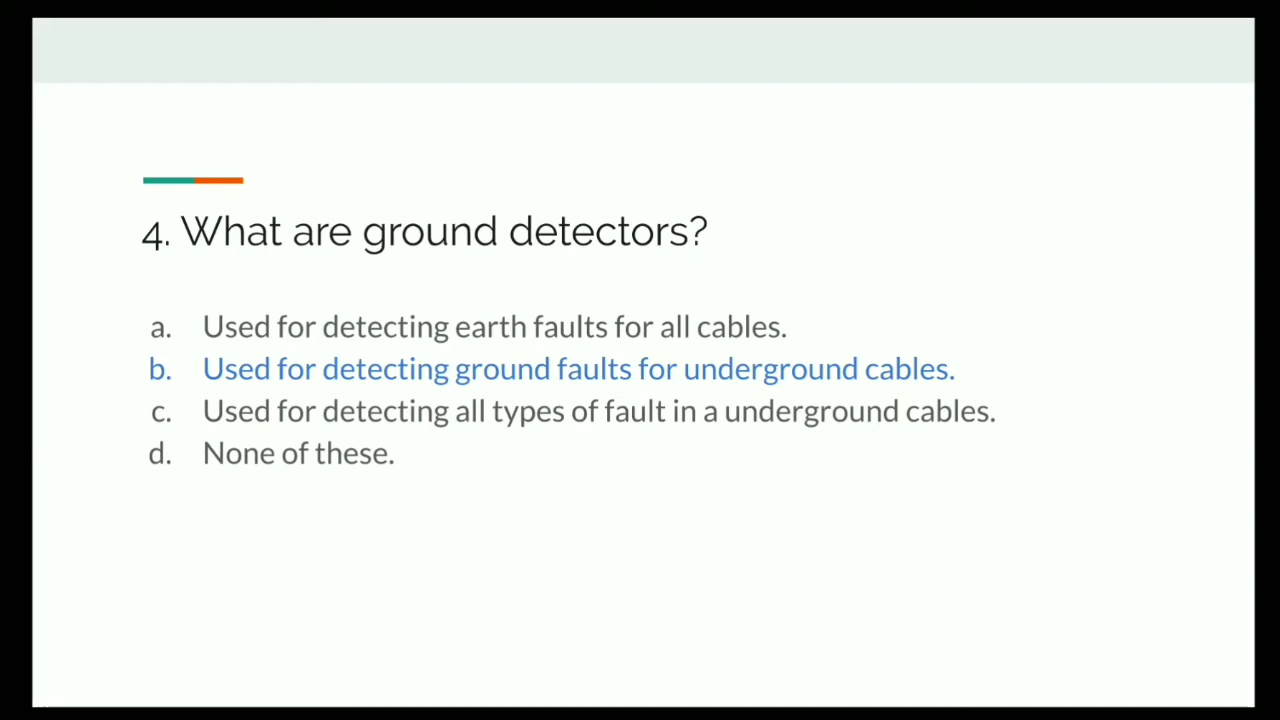 4. What are ground detectors?
a. Used for detecting earth faults for all cables.
b. Used for detecting ground faults for underground cables.
c. Used for detecting all types of fault in a underground cables.
d. None of these.